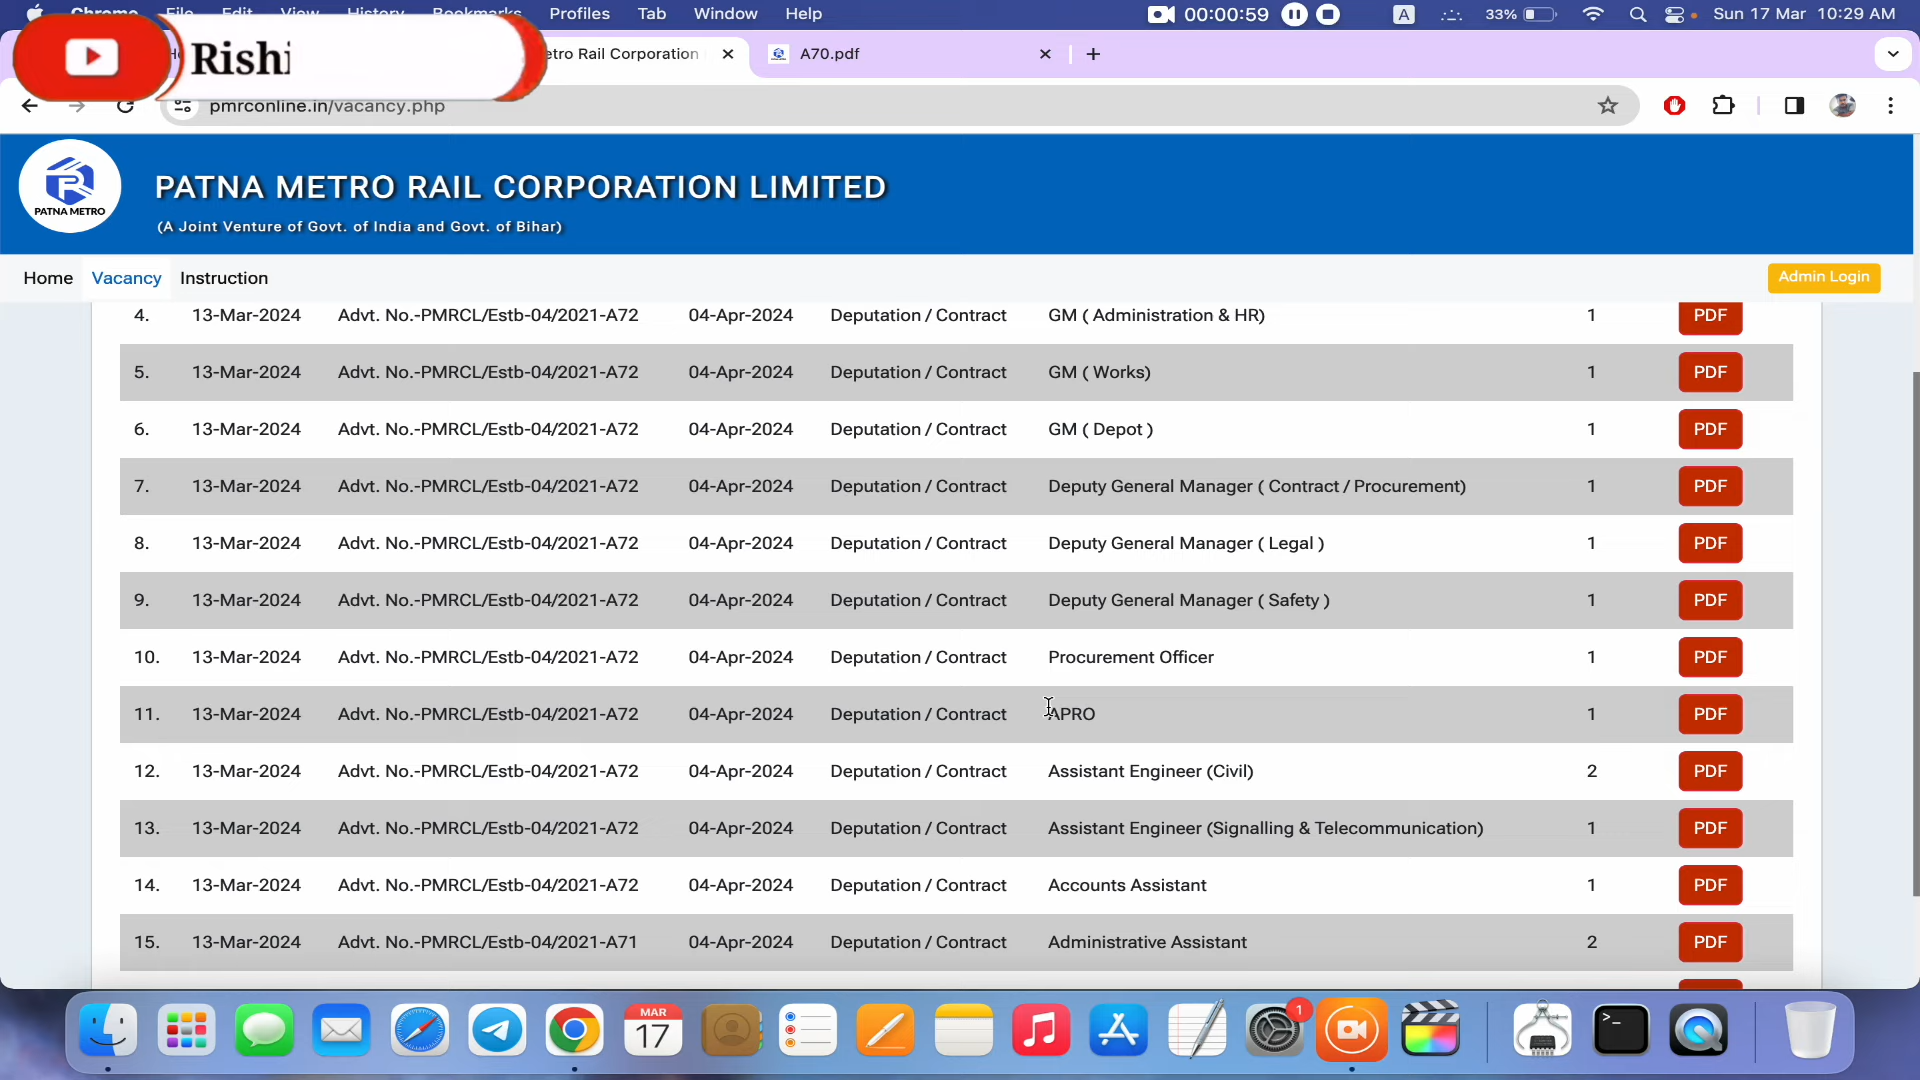 Chrome File Edit View History Bookmarks Profiles Tab Window Help 00:00:59 A 33% Sun 17 Mar 10:29 AM
Rishi
etro Rail Corporation A70.pdf
pmrconline.in/vacancy.php
PATNA METRO
PATNA METRO RAIL CORPORATION LIMITED
(A Joint Venture of Govt. of India and Govt. of Bihar)
Home Vacancy Instruction Admin Login
4. 13-Mar-2024 Advt. No.-PMRCL/Estb-04/2021-A72 04-Apr-2024 Deputation / Contract GM ( Administration & HR) 1 PDF
5. 13-Mar-2024 Advt. No.-PMRCL/Estb-04/2021-A72 04-Apr-2024 Deputation / Contract GM ( Works) 1 PDF
6. 13-Mar-2024 Advt. No.-PMRCL/Estb-04/2021-A72 04-Apr-2024 Deputation / Contract GM ( Depot ) 1 PDF
7. 13-Mar-2024 Advt. No.-PMRCL/Estb-04/2021-A72 04-Apr-2024 Deputation / Contract Deputy General Manager ( Contract / Procurement) 1 PDF
8. 13-Mar-2024 Advt. No.-PMRCL/Estb-04/2021-A72 04-Apr-2024 Deputation / Contract Deputy General Manager ( Legal ) 1 PDF
9. 13-Mar-2024 Advt. No.-PMRCL/Estb-04/2021-A72 04-Apr-2024 Deputation / Contract Deputy General Manager ( Safety ) 1 PDF
10. 13-Mar-2024 Advt. No.-PMRCL/Estb-04/2021-A72 04-Apr-2024 Deputation / Contract Procurement Officer 1 PDF
11. 13-Mar-2024 Advt. No.-PMRCL/Estb-04/2021-A72 04-Apr-2024 Deputation / Contract APRO 1 PDF
12. 13-Mar-2024 Advt. No.-PMRCL/Estb-04/2021-A72 04-Apr-2024 Deputation / Contract Assistant Engineer (Civil) 2 PDF
13. 13-Mar-2024 Advt. No.-PMRCL/Estb-04/2021-A72 04-Apr-2024 Deputation / Contract Assistant Engineer (Signalling & Telecommunication) 1 PDF
14. 13-Mar-2024 Advt. No.-PMRCL/Estb-04/2021-A72 04-Apr-2024 Deputation / Contract Accounts Assistant 1 PDF
15. 13-Mar-2024 Advt. No.-PMRCL/Estb-04/2021-A71 04-Apr-2024 Deputation / Contract Administrative Assistant 2 PDF
MAR
17
1